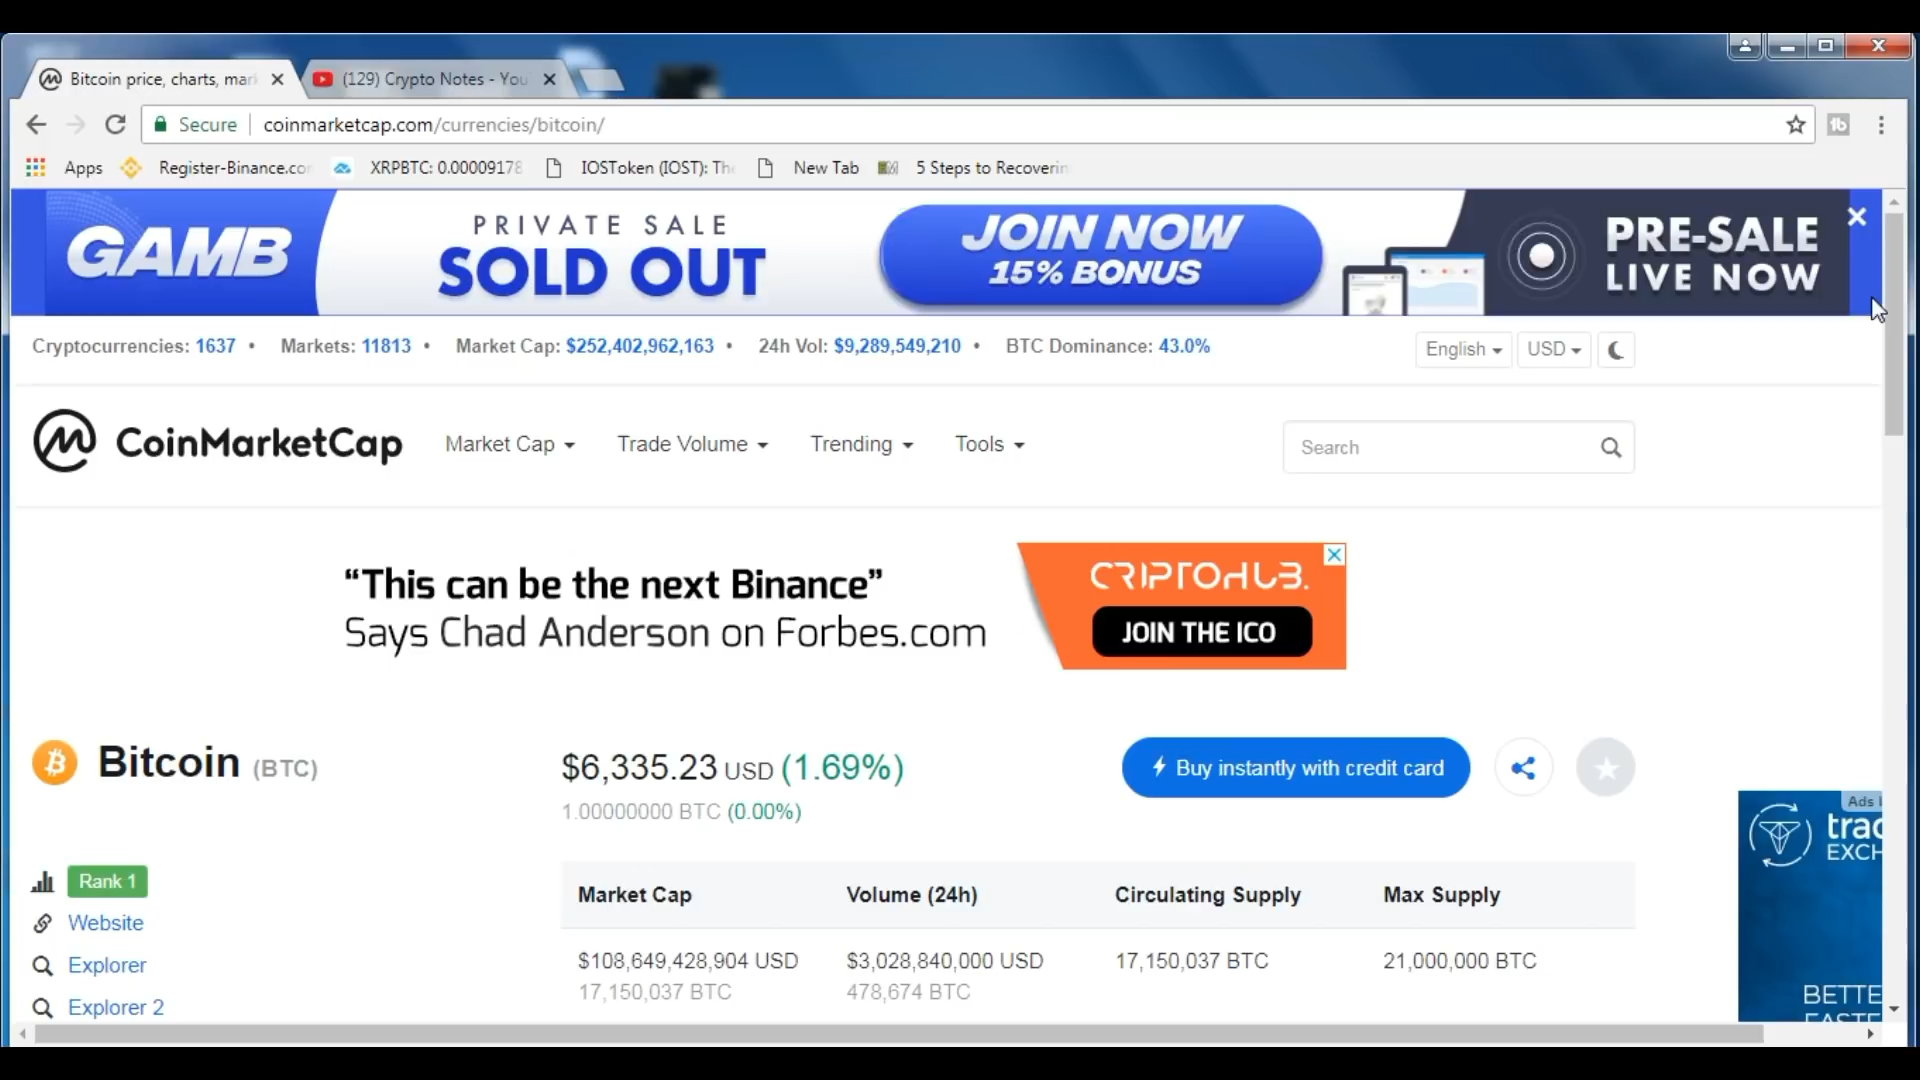 Bitcoin price, charts, mar
(129) Crypto Notes - You
Secure
coinmarketcap.com/currencies/bitcoin/
Apps
Register-Binance.co
XRPBTC: 0.00009178
IOSToken (IOST): Th
New Tab
5 Steps to Recoverin
GAMB
PRIVATE SALE
SOLD OUT
JOIN NOW
15% BONUS
PRE-SALE
LIVE NOW
Cryptocurrencies: 1637 • Markets: 11813 • Market Cap: $252,402,962,163 • 24h Vol: $9,289,549,210 • BTC Dominance: 43.0%
English
USD
CoinMarketCap
Market Cap
Trade Volume
Trending
Tools
Search
“This can be the next Binance”
Says Chad Anderson on Forbes.com
CRIPTOHUB.
JOIN THE ICO
Bitcoin (BTC)
$6,335.23 USD (1.69%)
1.00000000 BTC (0.00%)
Buy instantly with credit card
Rank 1
Website
Explorer
Explorer 2
Market Cap Volume (24h) Circulating Supply Max Supply
$108,649,428,904 USD $3,028,840,000 USD 17,150,037 BTC 21,000,000 BTC
17,150,037 BTC 478,674 BTC
Ads
trac
EXCH
BETTE
FASTE